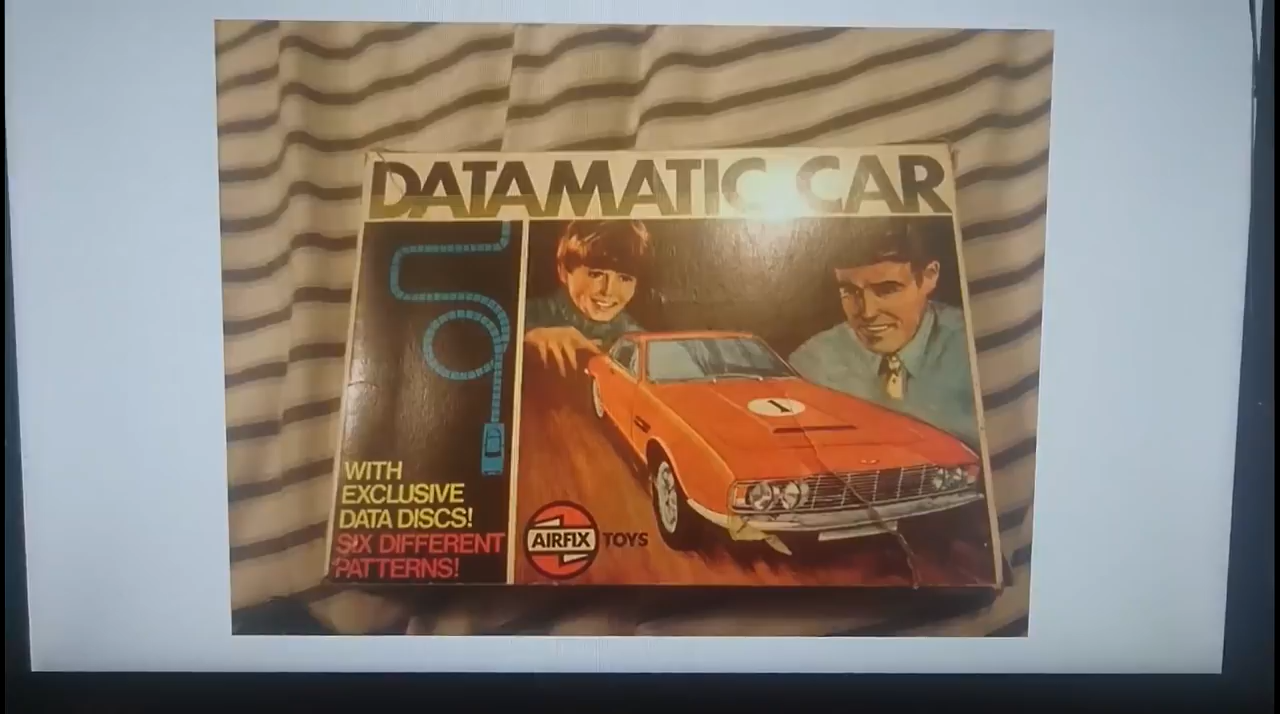 DATAMATIC CAR
1
WITH
EXCLUSIVE
DATA DISCS!
SIX DIFFERENT
PATTERNS!
AIRFIX TOYS